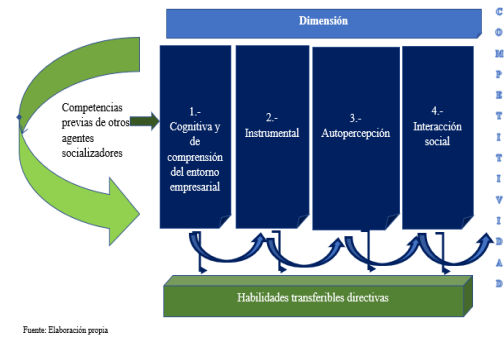 Dimensión
Competencias
previas de otros
agentes
socializadores
1.-
Cognitiva y
de
comprensión
del entorno
empresarial
2.-
Instrumental
3.-
Autopercepción
4.-
Interacción
social
COMPETITIVIDAD
Habilidades transferibles directivas
Fuente: Elaboración propia